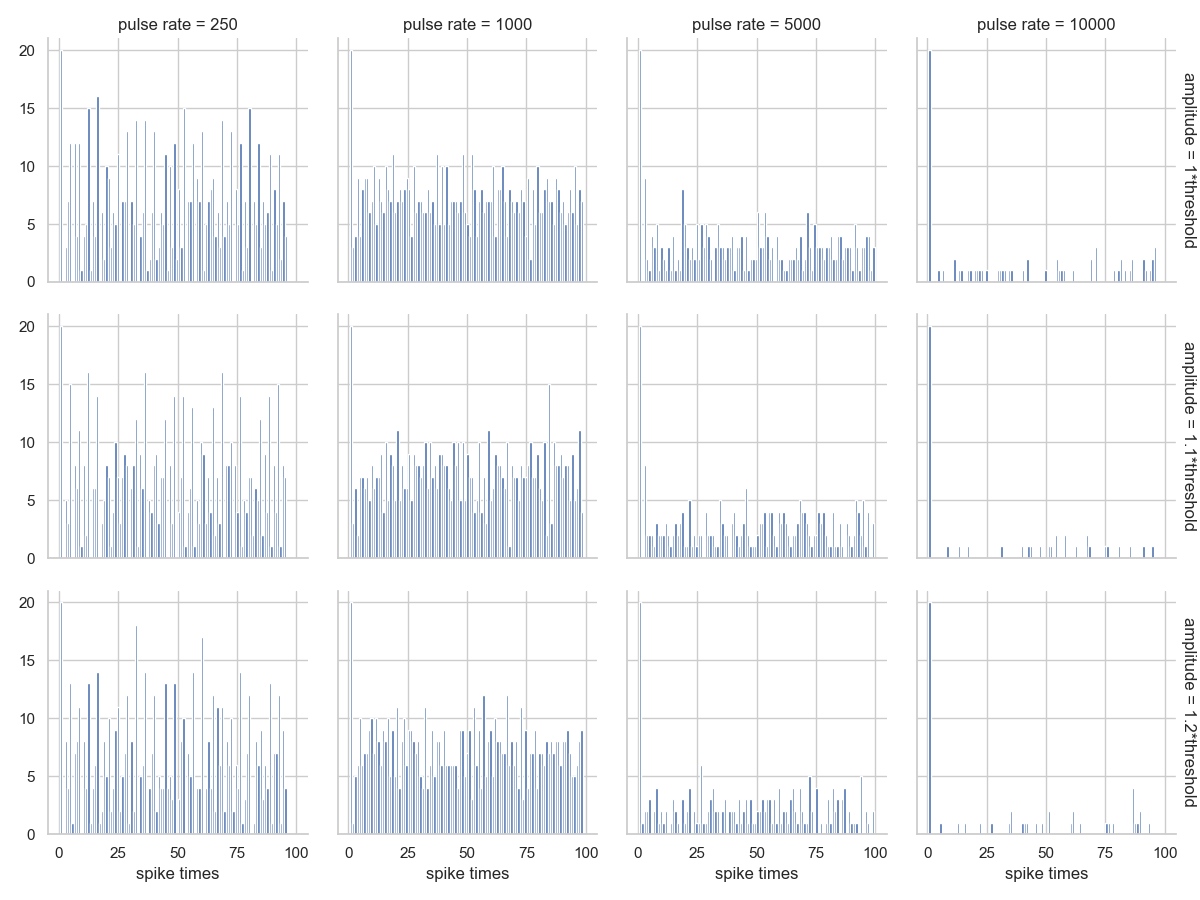 pulse rate = 250
pulse rate = 1000
pulse rate = 5000
pulse rate = 10000
20
15
10
5
0
amplitude = 1*threshold
20
15
10
5
0
amplitude = 1.1*threshold
20
15
10
5
0
amplitude = 1.2*threshold
0 25 50 75 100
0 25 50 75 100
0 25 50 75 100
0 25 50 75 100
spike times
spike times
spike times
spike times